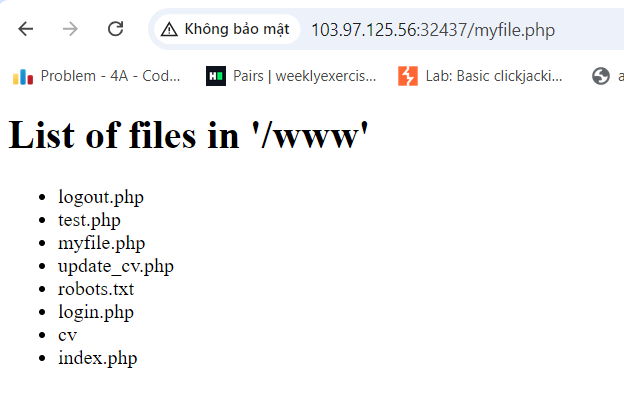 Không bảo mật 103.97.125.56:32437/myfile.php
Problem - 4A - Cod... Pairs | weeklyexercis... Lab: Basic clickjacki... a
List of files in '/www'
logout.php
test.php
myfile.php
update_cv.php
robots.txt
login.php
cv
index.php